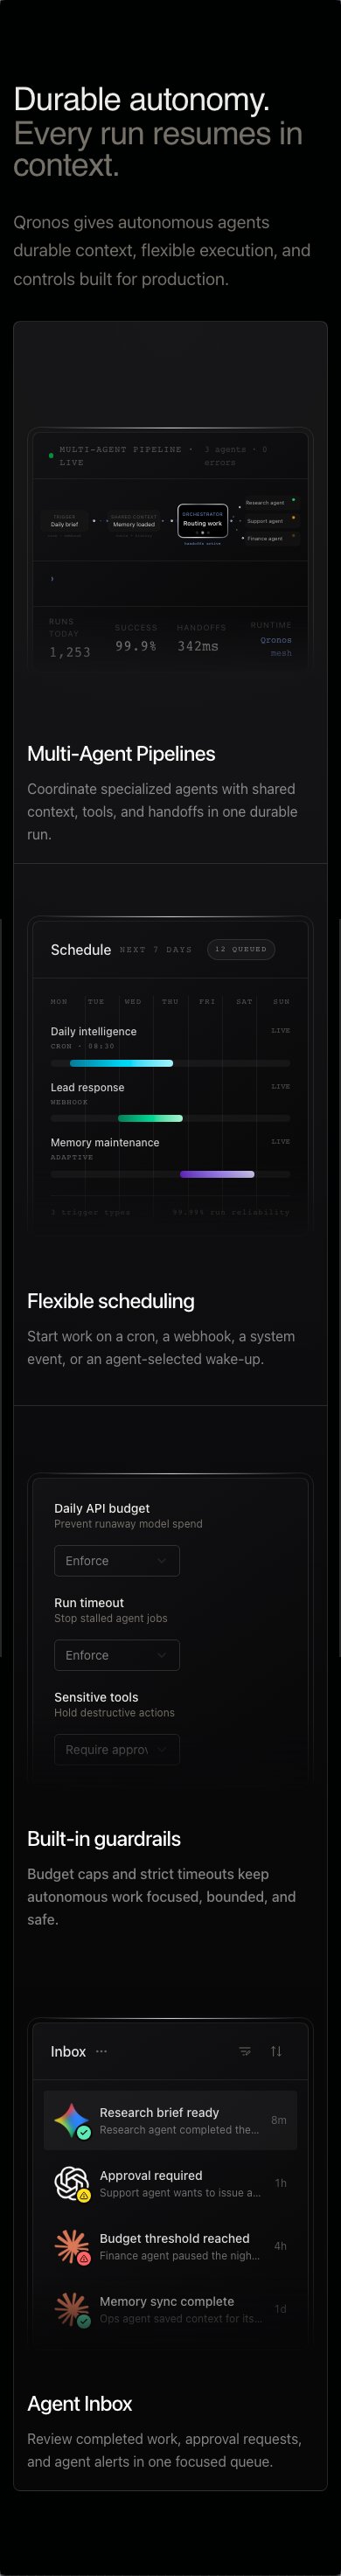 Durable autonomy.
Every run resumes in
context.
Qronos gives autonomous agents
durable context, flexible execution, and
controls built for production.
MULTI-AGENT PIPELINE ·
LIVE
3 agents · 0
errors
TRIGGER
Daily brief
SHARED CONTEXT
Memory loaded
ORCHESTRATOR
Routing work
Research agent
Support agent
Finance agent
RUNS
TODAY
1,253
SUCCESS
99.9%
HANDOFFS
342ms
RUNTIME
Qronos
mesh
Multi-Agent Pipelines
Coordinate specialized agents with shared
context, tools, and handoffs in one durable
run.
Schedule NEXT 7 DAYS 12 QUEUED
MON TUE WED THU FRI SAT SUN
Daily intelligence LIVE
CRON · 08:30
Lead response LIVE
WEBHOOK
Memory maintenance LIVE
ADAPTIVE
3 trigger types 99.99% run reliability
Flexible scheduling
Start work on a cron, a webhook, a system
event, or an agent-selected wake-up.
Daily API budget
Prevent runaway model spend
Enforce
Run timeout
Stop stalled agent jobs
Enforce
Sensitive tools
Hold destructive actions
Require approv
Built-in guardrails
Budget caps and strict timeouts keep
autonomous work focused, bounded, and
safe.
Inbox
Research brief ready 8m
Research agent completed the...
Approval required 1h
Support agent wants to issue a...
Budget threshold reached 4h
Finance agent paused the nigh...
Memory sync complete 1d
Ops agent saved context for its...
Agent Inbox
Review completed work, approval requests,
and agent alerts in one focused queue.